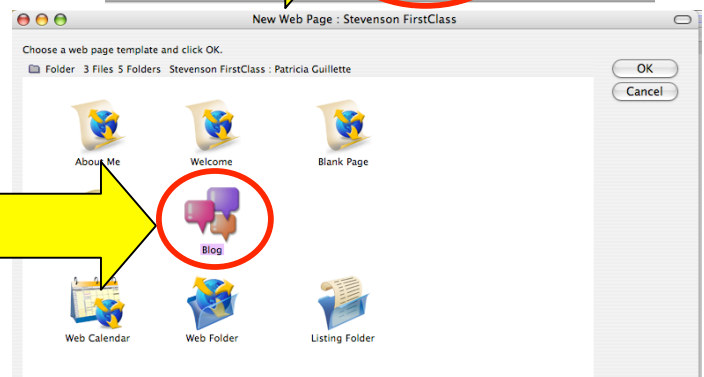 New Web Page : Stevenson FirstClass
Choose a web page template and click OK.
Folder 3 Files 5 Folders Stevenson FirstClass : Patricia Guillette
OK
Cancel
About Me
Welcome
Blank Page
Blog
Web Calendar
Web Folder
Listing Folder